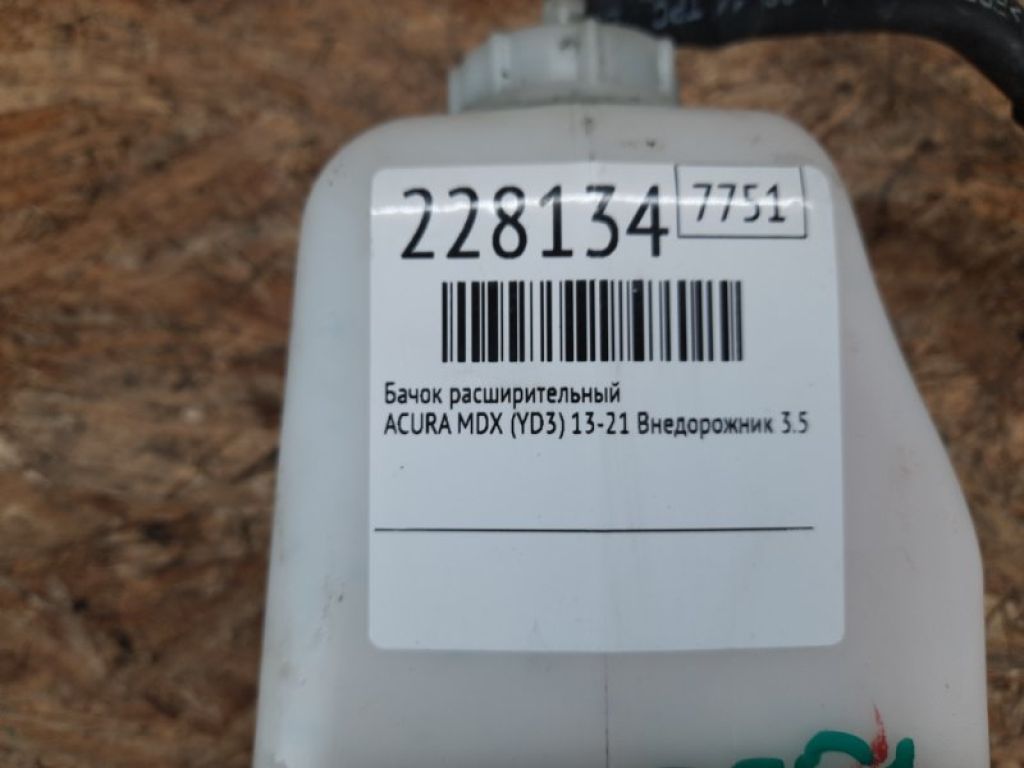 228134 7751
Бачок расширительный
ACURA MDX (YD3) 13-21 Внедорожник 3.5